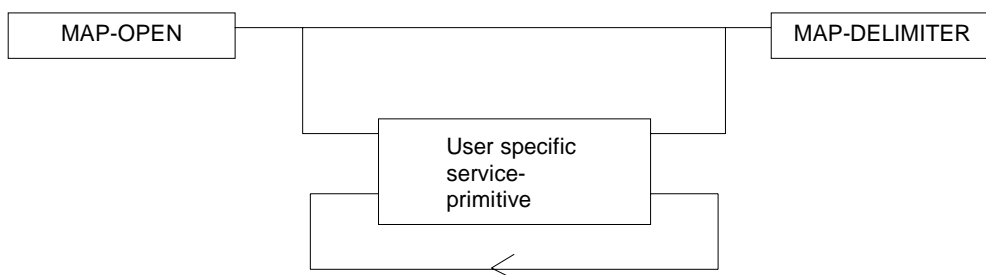 MAP-OPEN
MAP-DELIMITER
User specific
service-
primitive